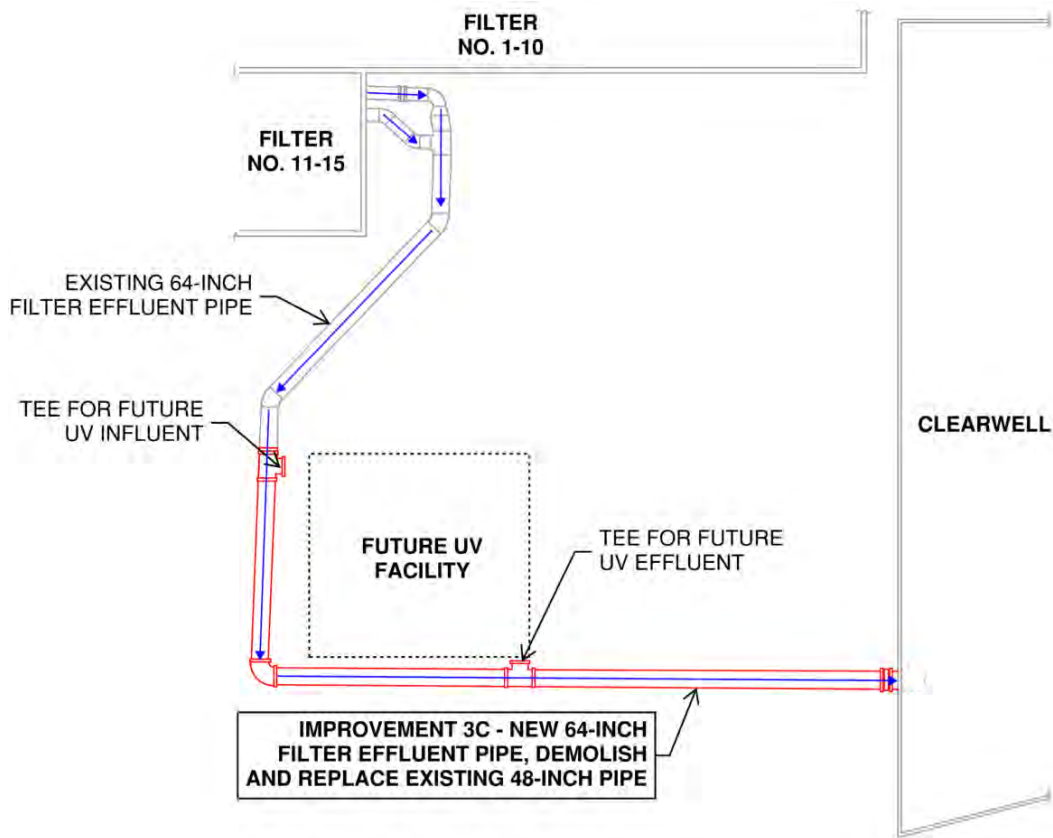 FILTER
NO. 1-10
FILTER
NO. 11-15
EXISTING 64-INCH
FILTER EFFLUENT PIPE
TEE FOR FUTURE
UV INFLUENT
CLEARWELL
FUTURE UV
FACILITY
TEE FOR FUTURE
UV EFFLUENT
IMPROVEMENT 3C - NEW 64-INCH
FILTER EFFLUENT PIPE, DEMOLISH
AND REPLACE EXISTING 48-INCH PIPE